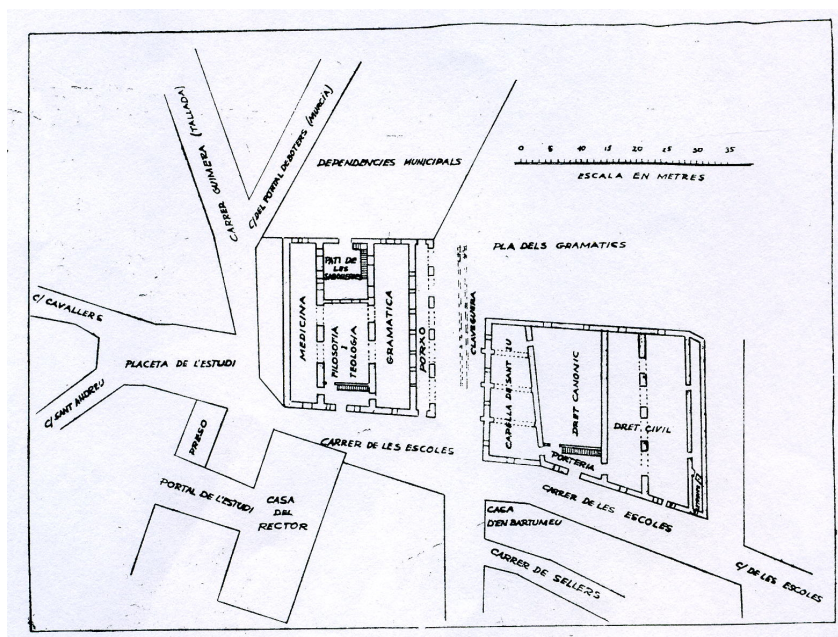 CARRER GUIMERA (TALLADA)
C/DEL PORTAL DE BOTERS (MURCIA)
DEPENDENCIES MUNICIPALS
0 5 10 15 20 25 30 35
ESCALA EN METRES
PLA DELS GRAMATICS
C/ CAVALLERS
PLACETA DE L'ESTUDI
C/ SANT ANDREU
PATI DE
LES
MEDICINA
FILOSOFIA
I
TEOLOGIA
GRAMATICA
PORXO
CLAVEGUERA
CAPELLA DE SANT IU
DRET CANONIC
DRET CIVIL
PORTERIA
PRESO
CARRER DE LES ESCOLES
PORTAL DE L'ESTUDI
CASA
DEL
RECTOR
CARRER DE LES ESCOLES
CASA
D'EN BARTUMEU
CARRER DE SELLERS
C/ DE LES ESCOLES